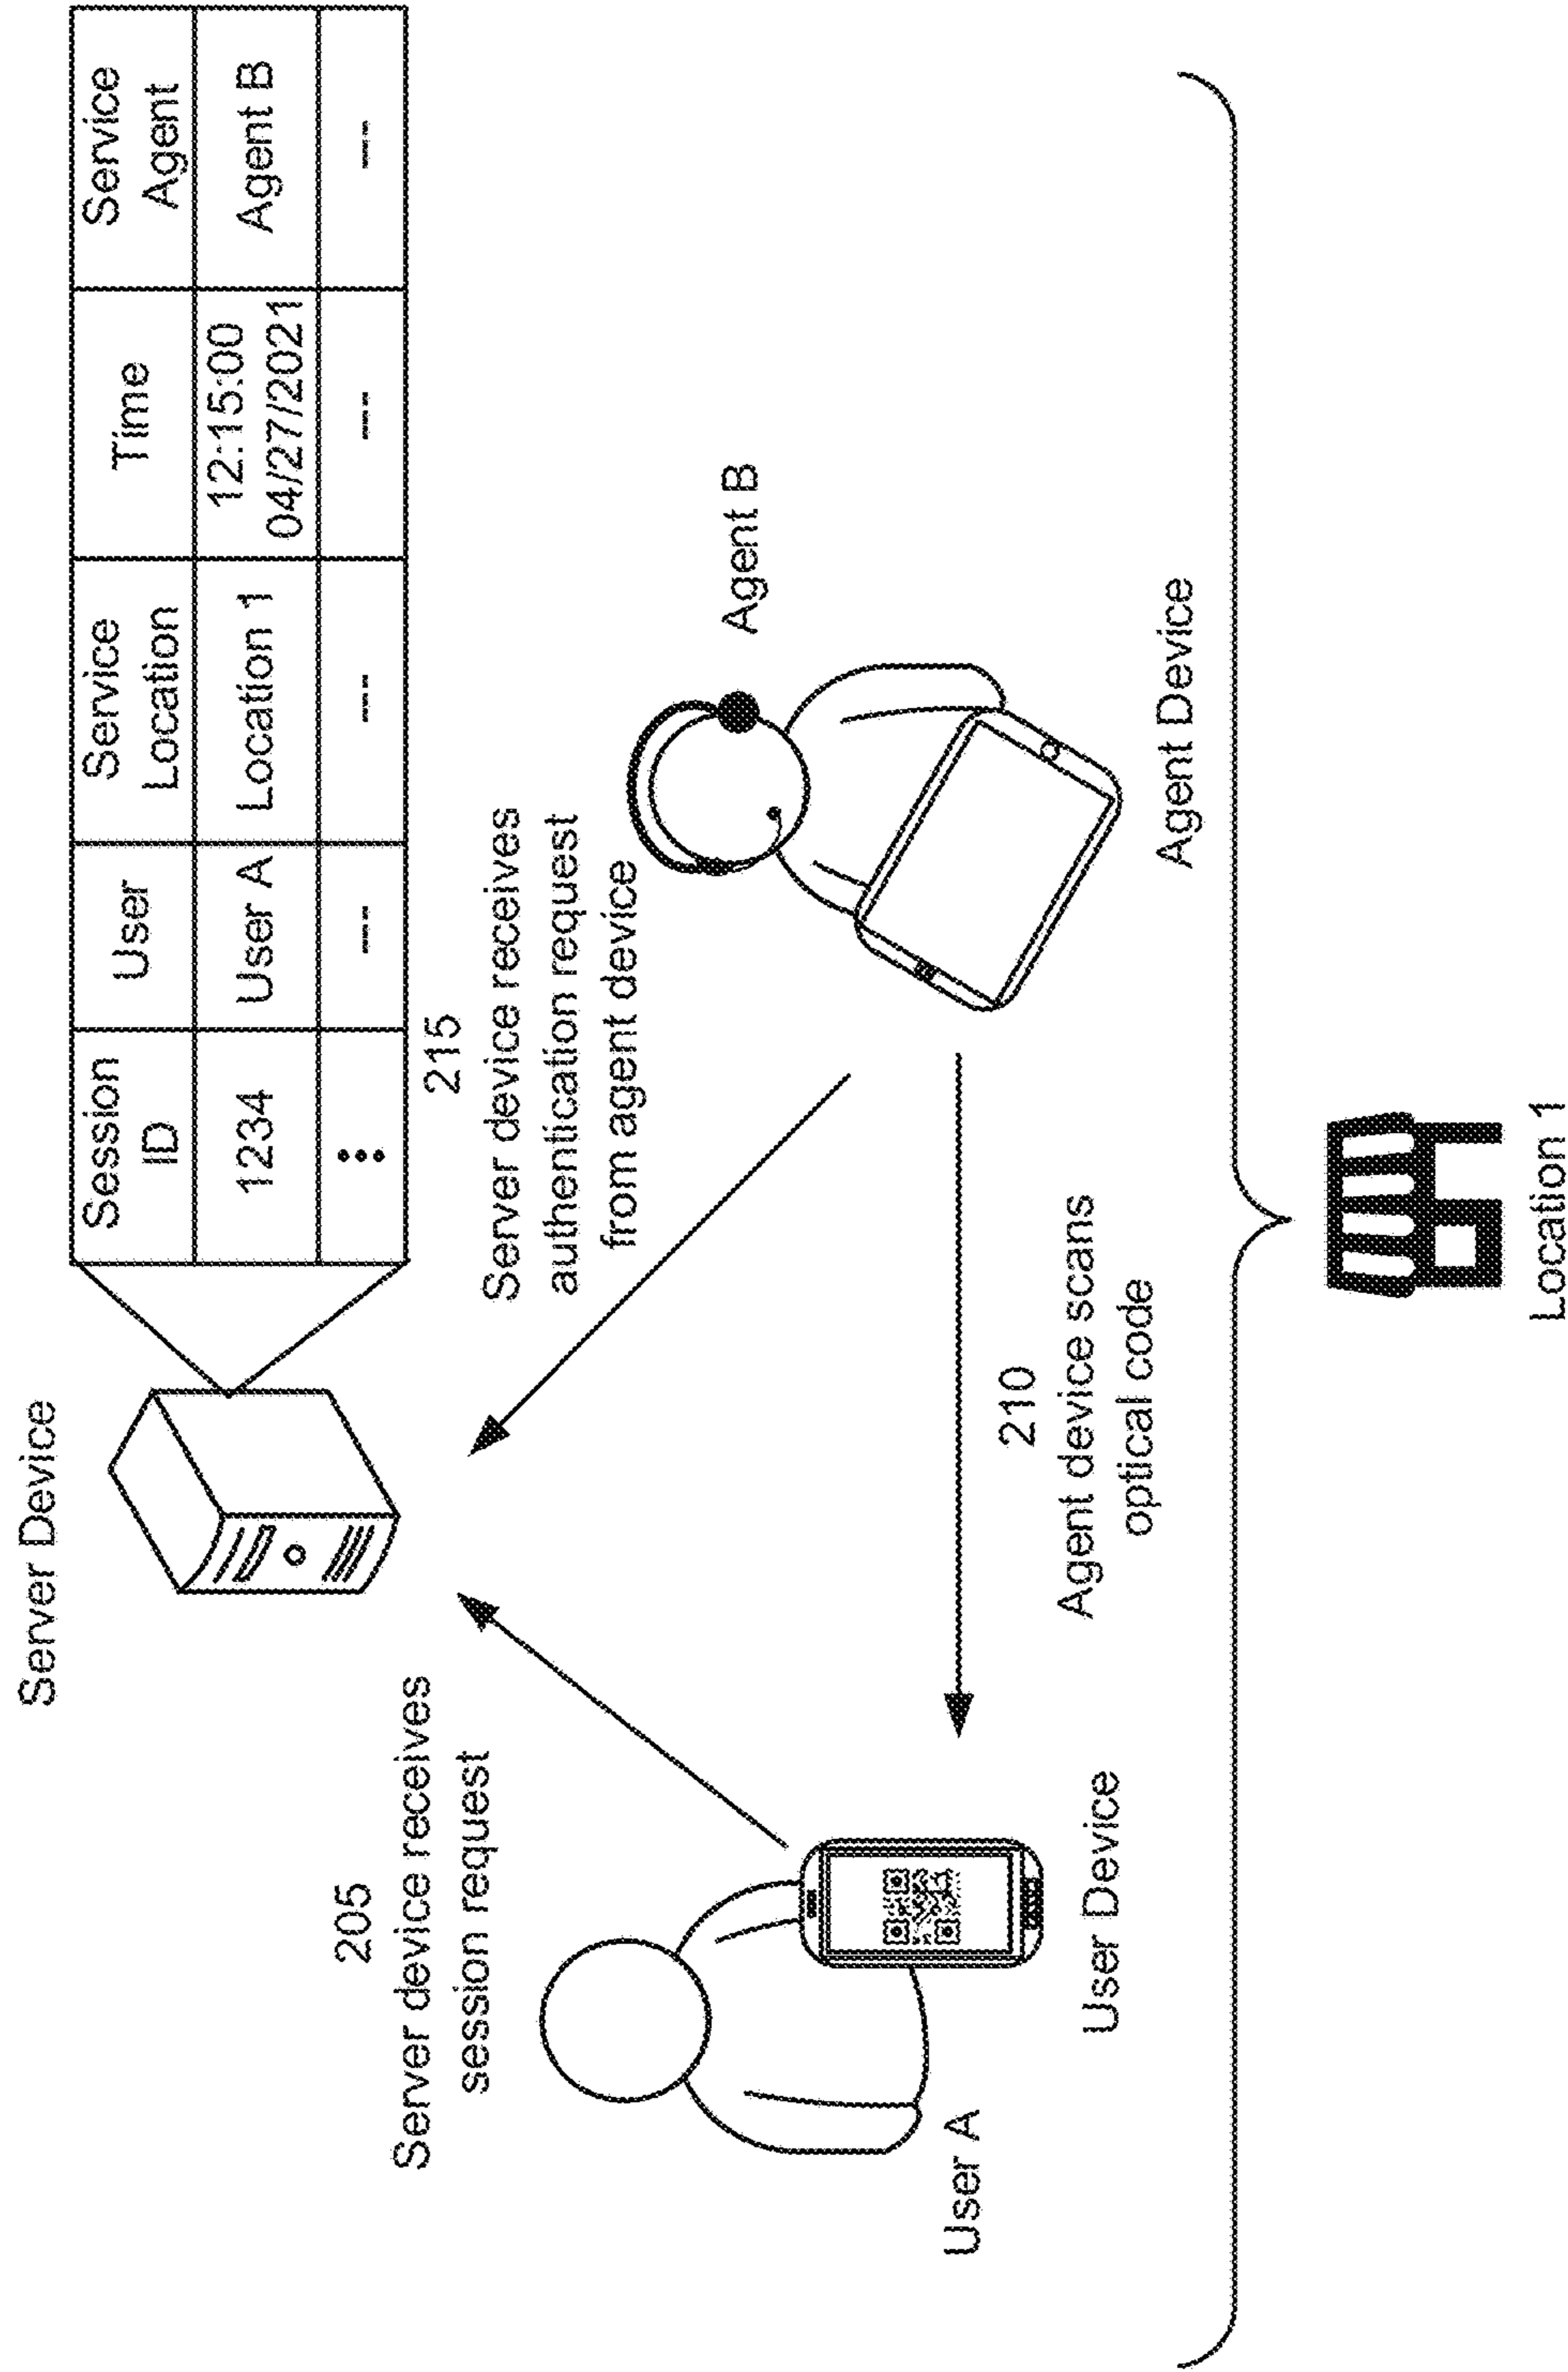 Server Device
Session ID
User
Service Location
Time
Service Agent
1234
User A
Location 1
12:15:00
04/27/2021
Agent B
---
---
---
---
205
Server device receives
session request
215
Server device receives
authentication request
from agent device
Agent B
User A
User Device
210
Agent device scans
optical code
Agent Device
Location 1